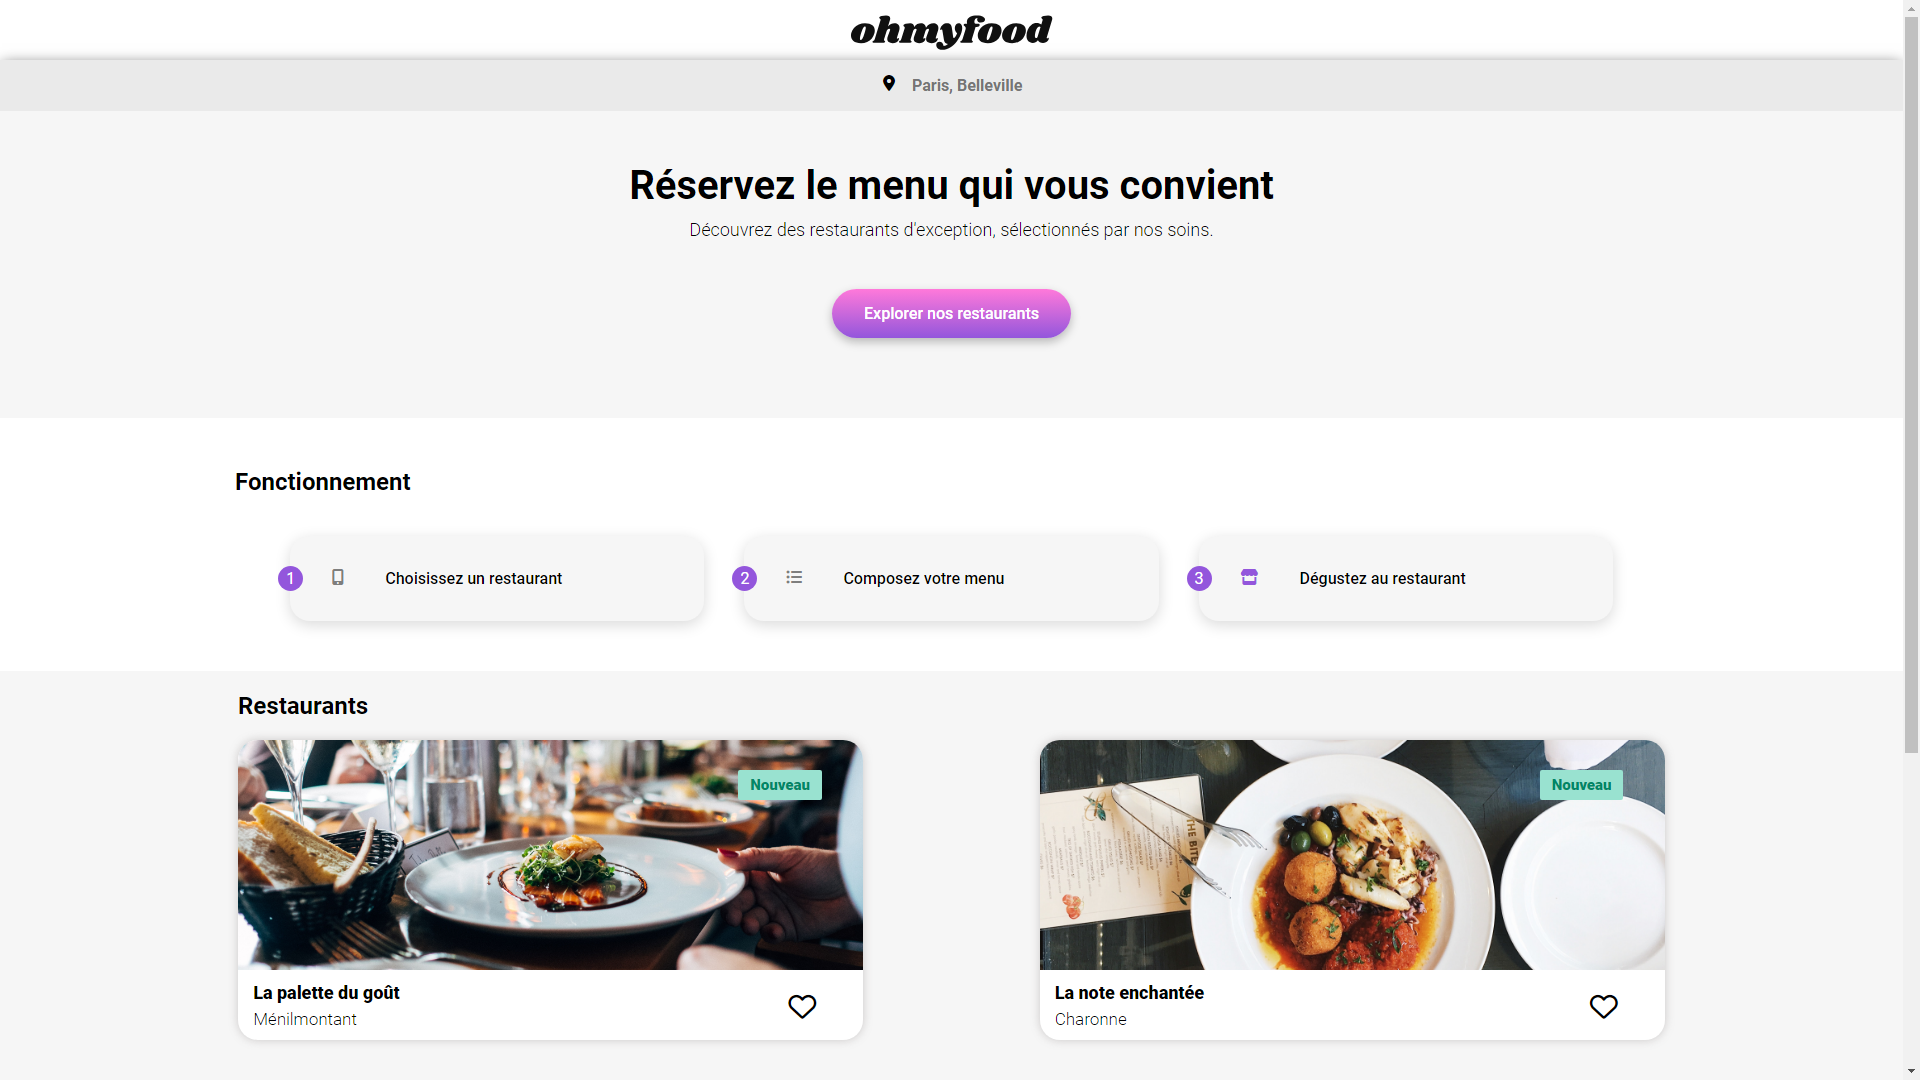 ohmyfood
Paris, Belleville
Réservez le menu qui vous convient
Découvrez des restaurants d'exception, sélectionnés par nos soins.
Explorer nos restaurants
Fonctionnement
1 Choisissez un restaurant
2 Composez votre menu
3 Dégustez au restaurant
Restaurants
Nouveau
La palette du goût
Ménilmontant
Nouveau
THE BITE
La note enchantée
Charonne